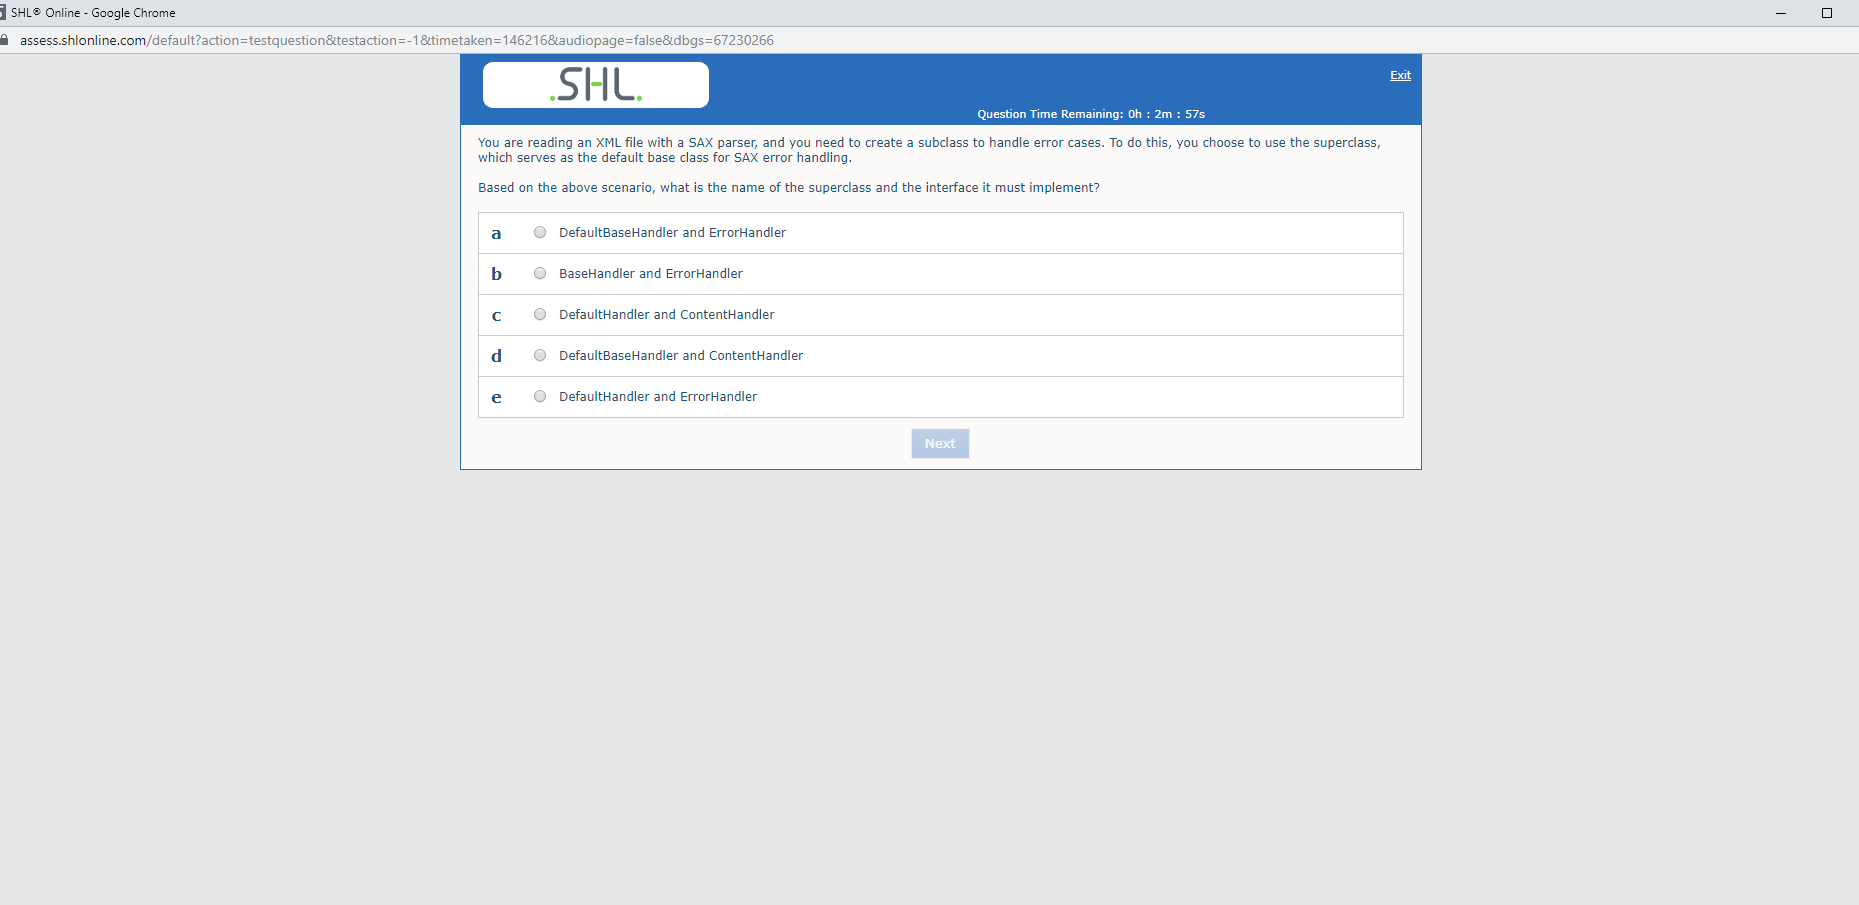 SHL® Online - Google Chrome
assess.shlonline.com/default?action=testquestion&testaction=-1&timetaken=146216&audiopage=false&dbgs=67230266
.SHL.
Exit
Question Time Remaining: 0h : 2m : 57s
You are reading an XML file with a SAX parser, and you need to create a subclass to handle error cases. To do this, you choose to use the superclass,
which serves as the default base class for SAX error handling.
Based on the above scenario, what is the name of the superclass and the interface it must implement?
a DefaultBaseHandler and ErrorHandler
b BaseHandler and ErrorHandler
c DefaultHandler and ContentHandler
d DefaultBaseHandler and ContentHandler
e DefaultHandler and ErrorHandler
Next